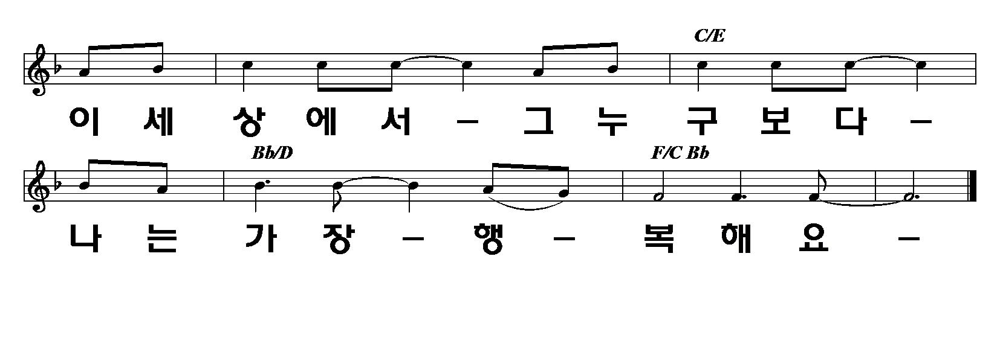 C/E
이 세 상 에 서 – 그 누 구 보 다 –
Bb/D F/C Bb
나 는 가 장 – 행 – 복 해 요 –